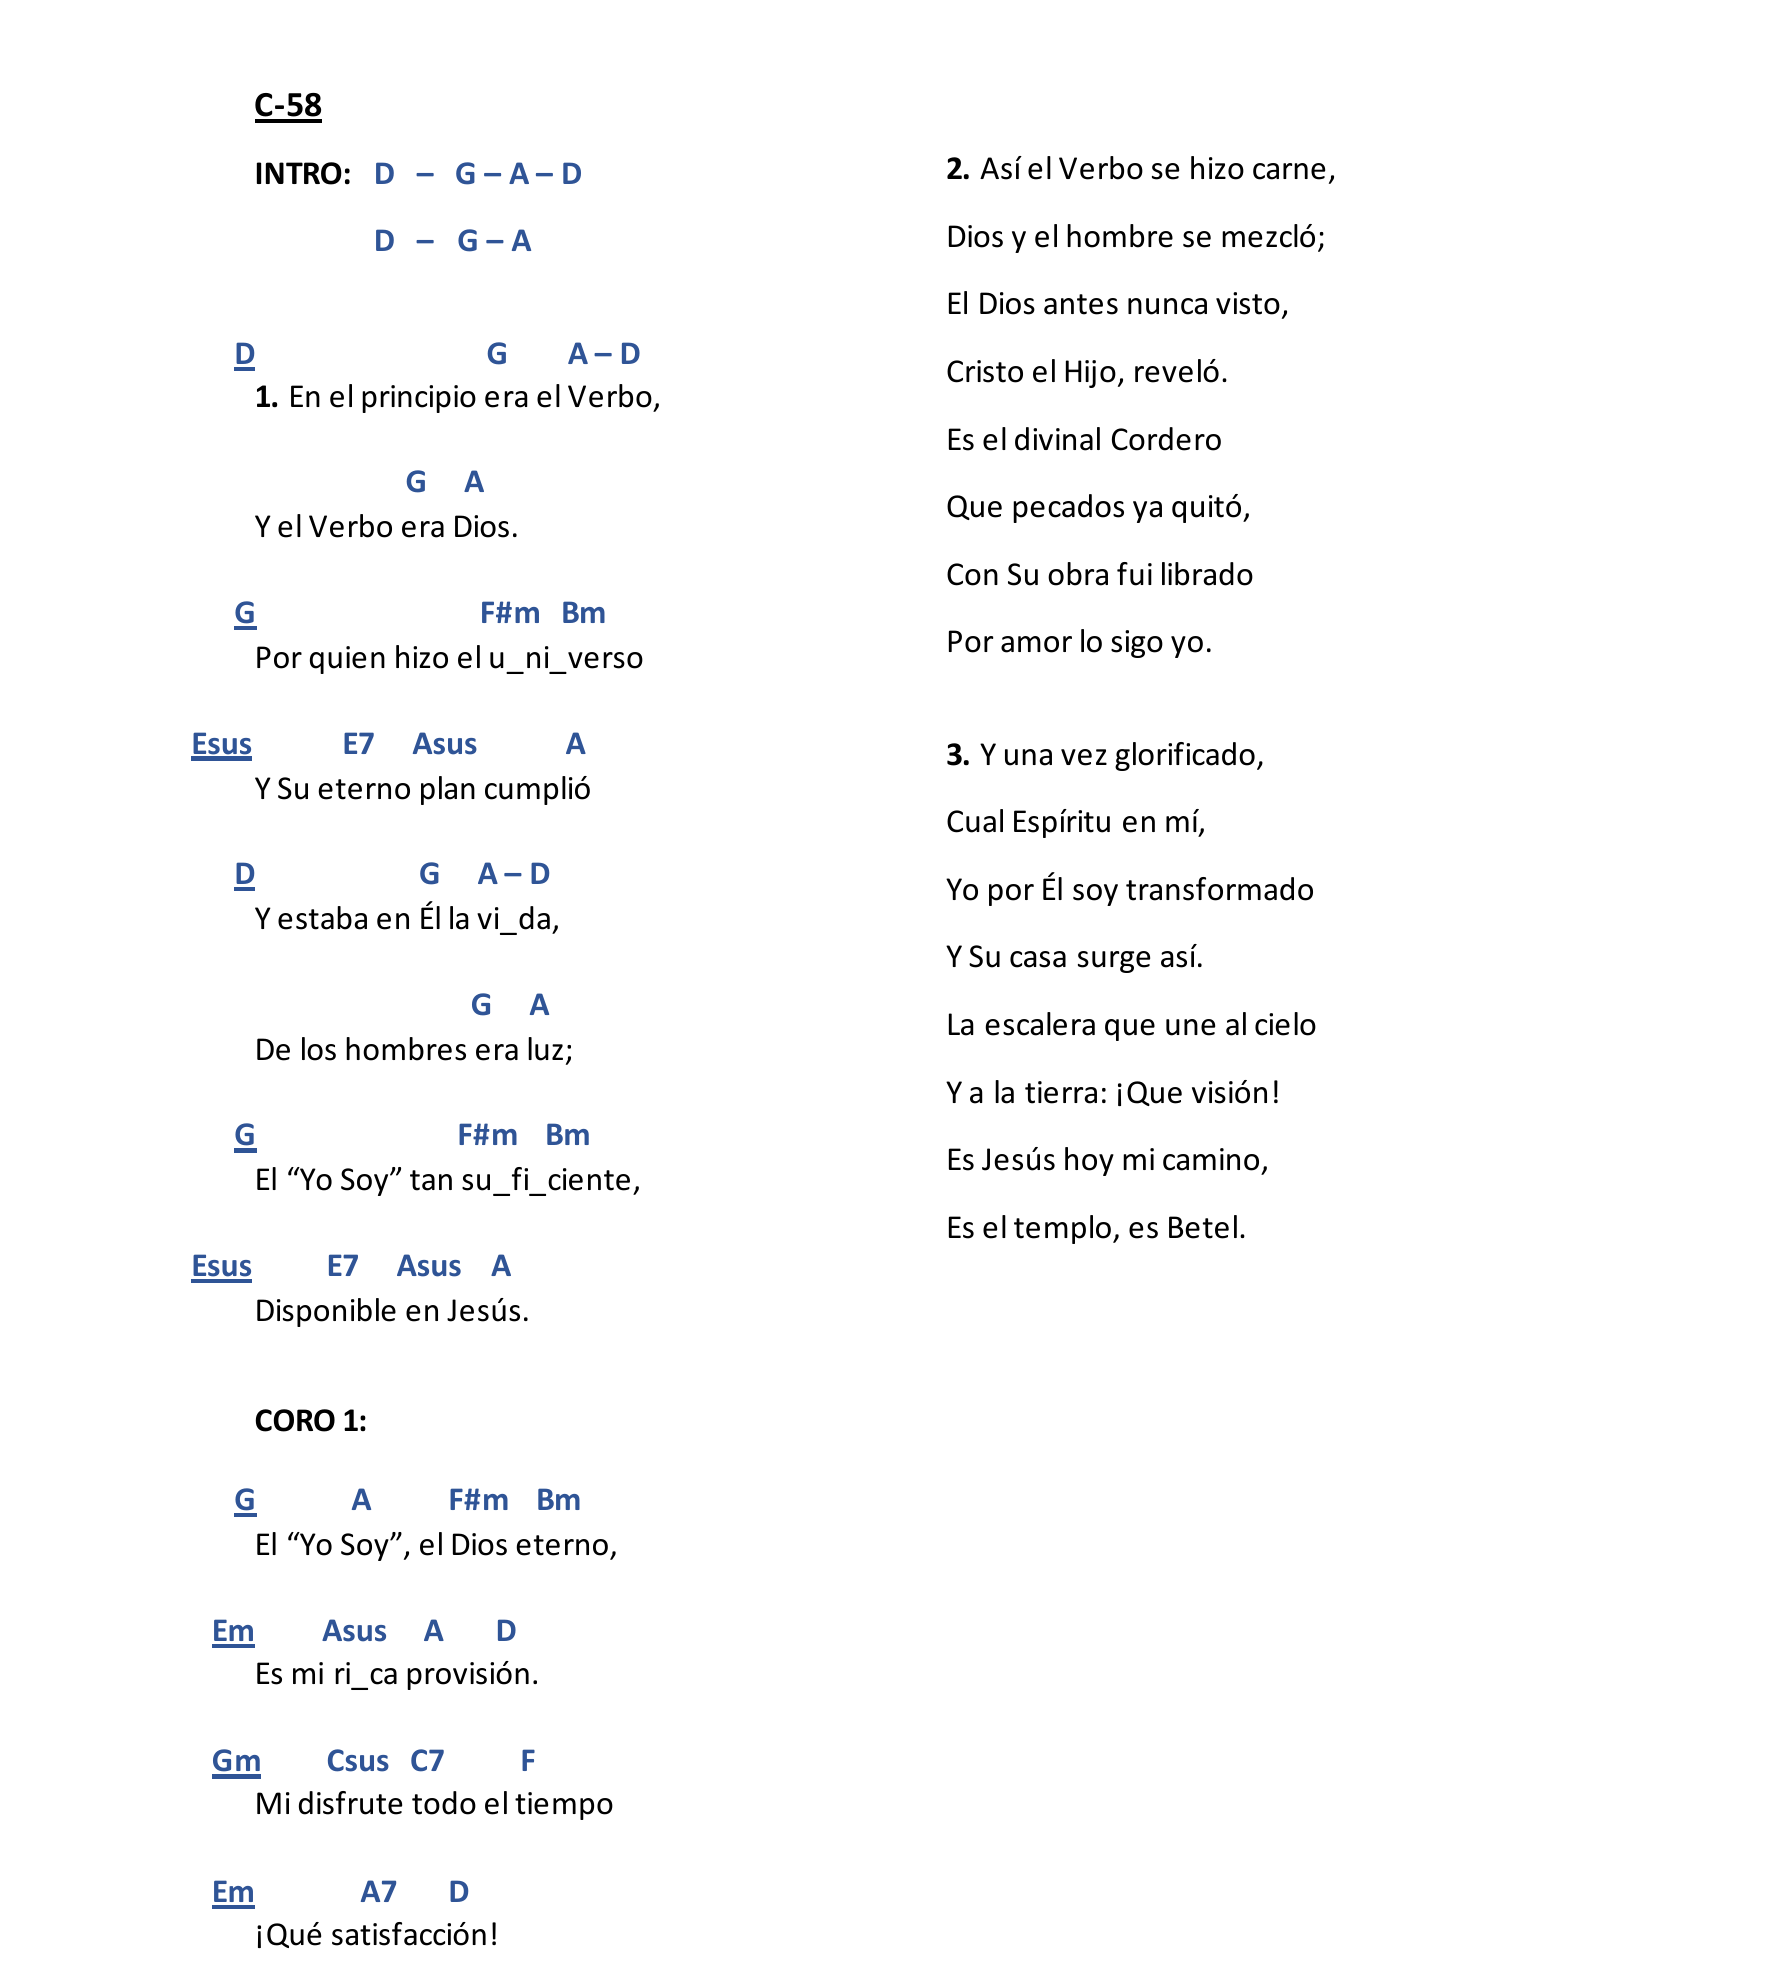 C-58
INTRO: D – G – A – D
D – G – A
D G A – D
1. En el principio era el Verbo,
G A
Y el Verbo era Dios.
G F#m Bm
Por quien hizo el u_ni_verso
Esus E7 Asus A
Y Su eterno plan cumplió
D G A – D
Y estaba en Él la vi_da,
G A
De los hombres era luz;
G F#m Bm
El “Yo Soy” tan su_fi_ciente,
Esus E7 Asus A
Disponible en Jesús.
CORO 1:
G A F#m Bm
El “Yo Soy”, el Dios eterno,
Em Asus A D
Es mi ri_ca provisión.
Gm Csus C7 F
Mi disfrute todo el tiempo
Em A7 D
¡Qué satisfacción!
2. Así el Verbo se hizo carne,
Dios y el hombre se mezcló;
El Dios antes nunca visto,
Cristo el Hijo, reveló.
Es el divinal Cordero
Que pecados ya quitó,
Con Su obra fui librado
Por amor lo sigo yo.
3. Y una vez glorificado,
Cual Espíritu en mí,
Yo por Él soy transformado
Y Su casa surge así.
La escalera que une al cielo
Y a la tierra: ¡Que visión!
Es Jesús hoy mi camino,
Es el templo, es Betel.